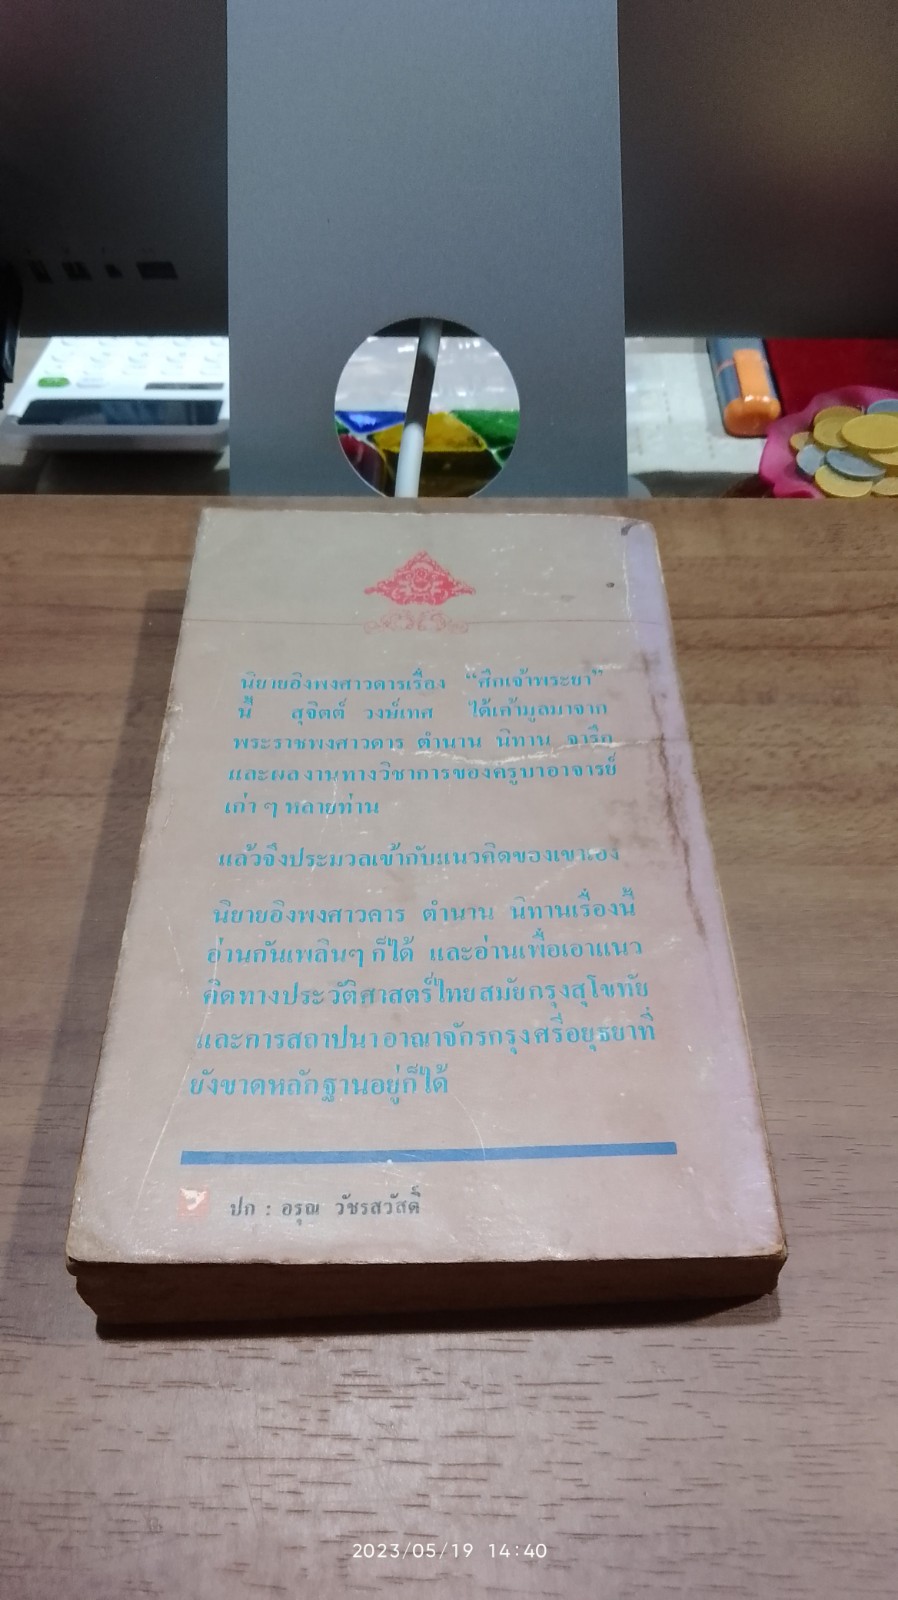 นิยายอิงพงศาวดารเรื่อง “ศึกเจ้าพระยา”
นี้ สุจิตต์ วงษ์เทศ ได้เค้ามูลมาจาก
พระราชพงศาวดาร ตำนาน นิทาน จารึก
และผลงานทางวิชาการของครูบาอาจารย์
เก่า ๆ หลายท่าน
แล้วจึงประมวลเข้ากับแนวคิดของเขาเอง
นิยายอิงพงศาวดาร ตำนาน นิทานเรื่องนี้
อ่านกันเพลินๆ ก็ได้ และอ่านเพื่อเอาแนว
คิดทางประวัติศาสตร์ไทยสมัยกรุงสุโขทัย
และการสถาปนาอาณาจักรกรุงศรีอยุธยาที่
ยังขาดหลักฐานอยู่ก็ได้
ปก : อรุณ วัชรสวัสดิ์
2023/05/19 14:40